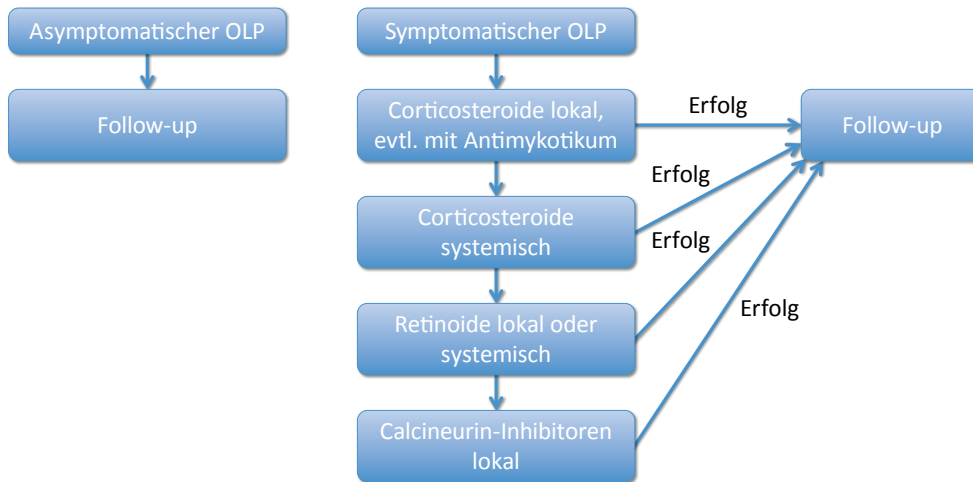 Asymptomatischer OLP
Follow-up
Symptomatischer OLP
Corticosteroide lokal,
evtl. mit Antimykotikum
Erfolg
Follow-up
Corticosteroide
systemisch
Erfolg
Retinoide lokal oder
systemisch
Erfolg
Calcineurin-Inhibitoren
lokal
Erfolg